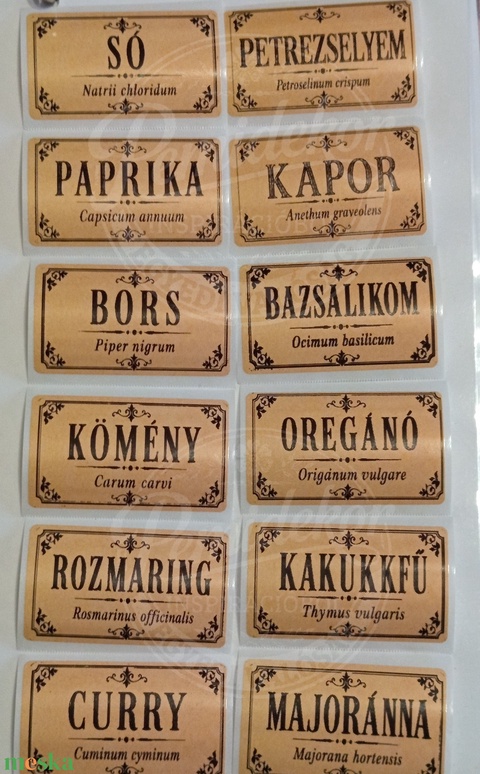 SÓ
Natrii chloridum
PETREZSELYEM
Petroselinum crispum
PAPRIKA
Capsicum annuum
KAPOR
Anethum graveolens
BORS
Piper nigrum
BAZSALIKOM
Ocimum basilicum
KÖMÉNY
Carum carvi
OREGÁNÓ
Origánum vulgare
ROZMARING
Rosmarinus officinalis
KAKUKKFŰ
Thymus vulgaris
CURRY
Cuminum cyminum
MAJORÁNNA
Majorana hortensis
meska